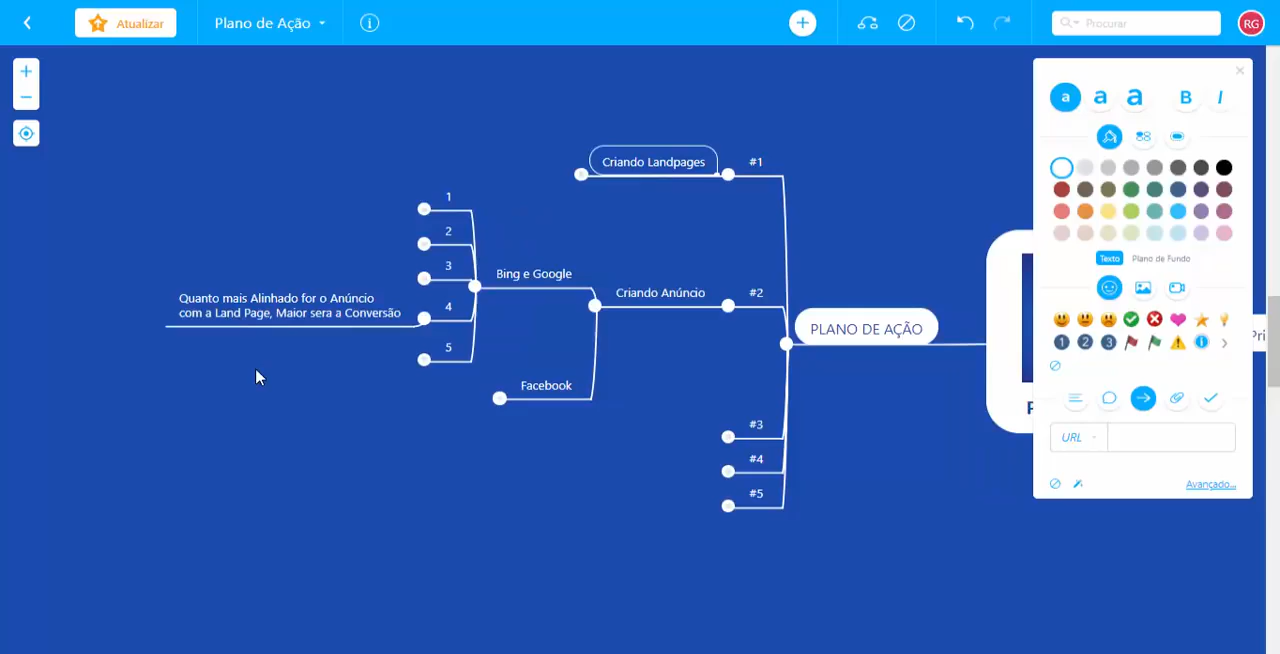 Atualizar
Plano de Ação
Procurar
RG
a a a B I
Criando Landpages
#1
1
2
3
4
5
Bing e Google
Criando Anúncio
#2
Quanto mais Alinhado for o Anúncio
com a Land Page, Maior sera a Conversão
Facebook
PLANO DE AÇÃO
#3
#4
#5
Texto
Plano de Fundo
1 2 3
URL
Avançado...